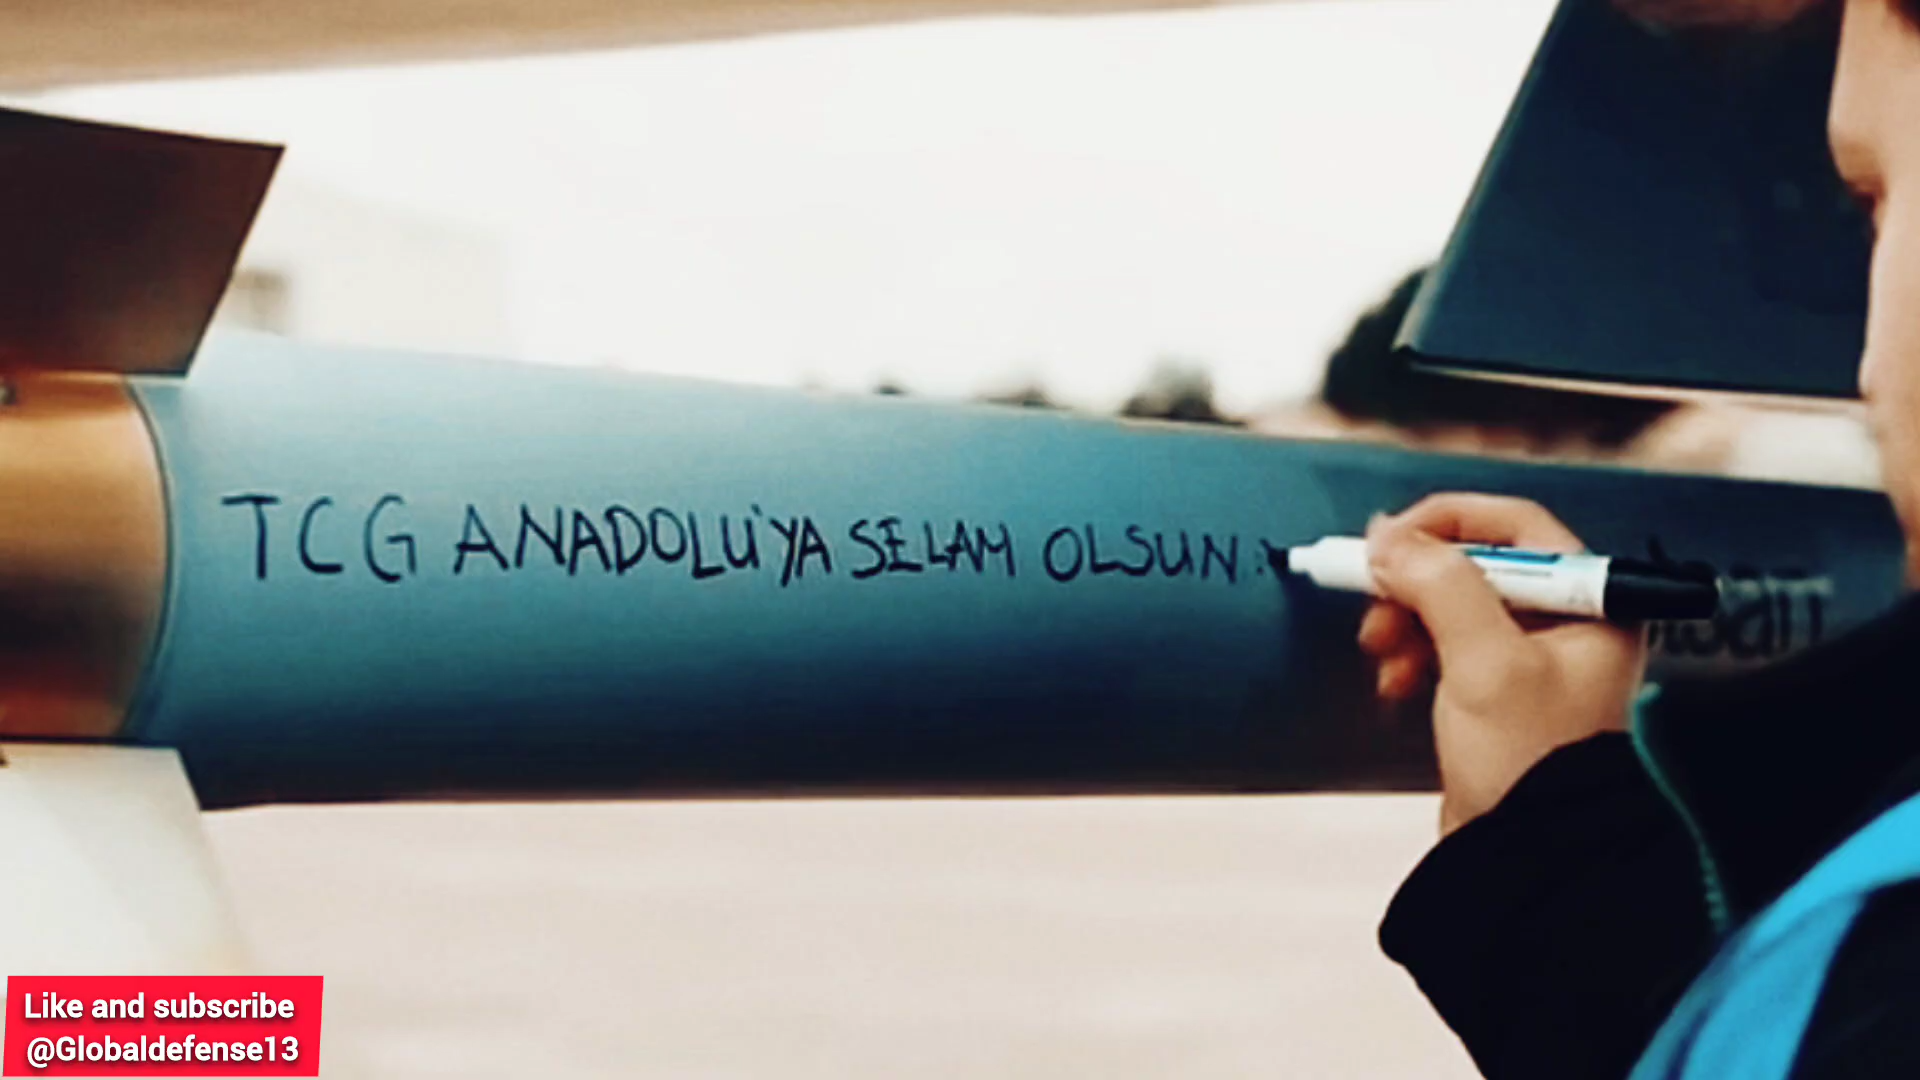 TCG ANADOLU'YA SELAM OLSUN :
Like and subscribe
@Globaldefense13